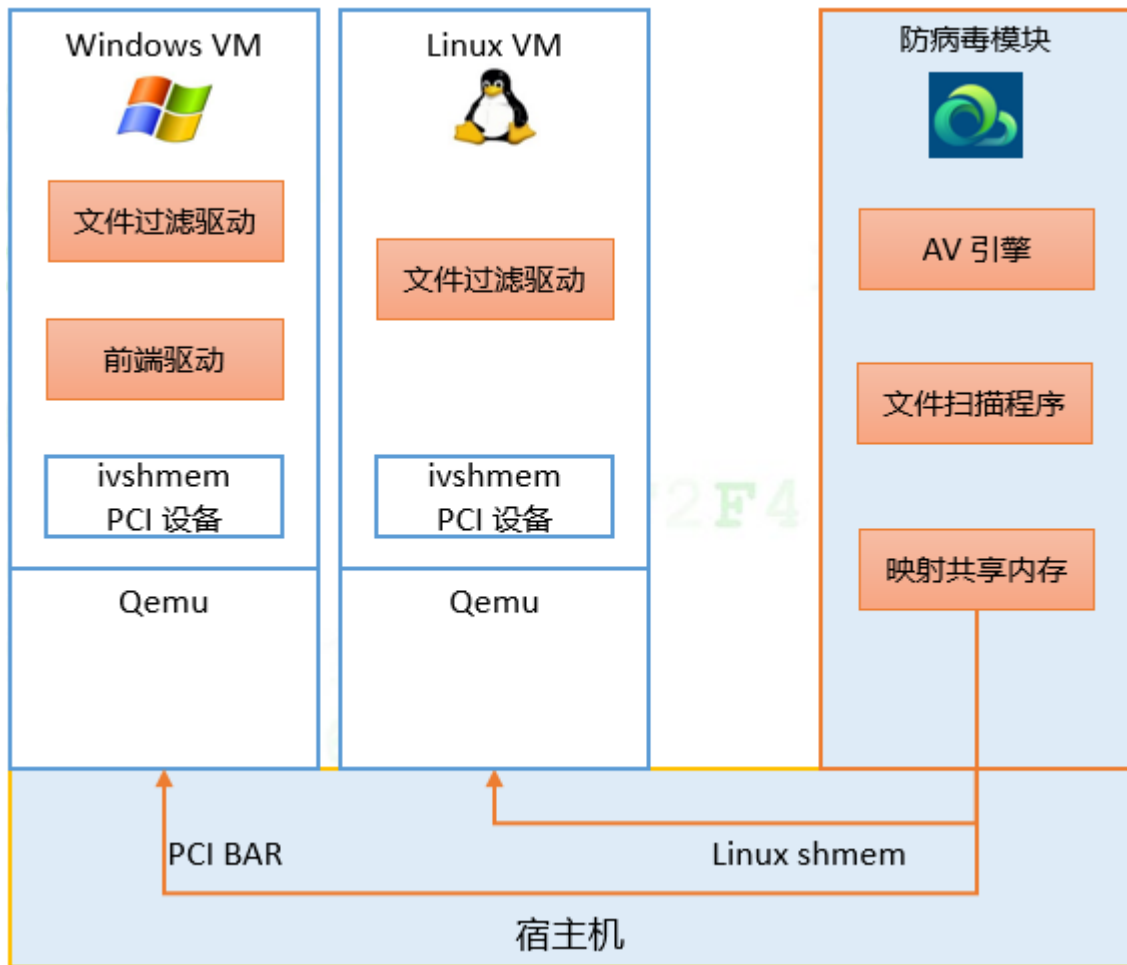 Windows VM
文件过滤驱动
前端驱动
ivshmem
PCI 设备
Qemu
Linux VM
文件过滤驱动
ivshmem
PCI 设备
Qemu
防病毒模块
AV 引擎
文件扫描程序
映射共享内存
2F4
PCI BAR
Linux shmem
宿主机